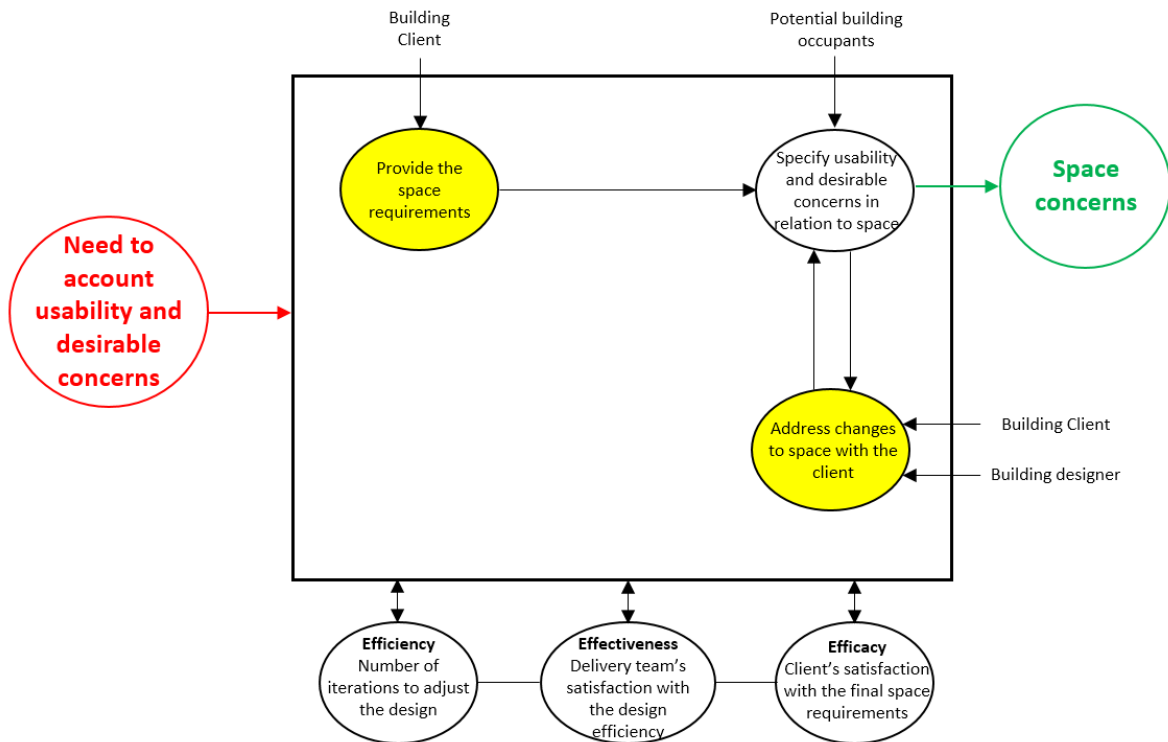 Building
Client
Potential building
occupants
Provide the
space
requirements
Specify usability
and desirable
concerns in
relation to space
Space
concerns
Need to
account
usability and
desirable
concerns
Address changes
to space with the
client
Building Client
Building designer
Efficiency
Number of
iterations to adjust
the design
Effectiveness
Delivery team's
satisfaction with
the design
efficiency
Efficacy
Client's satisfaction
with the final space
requirements